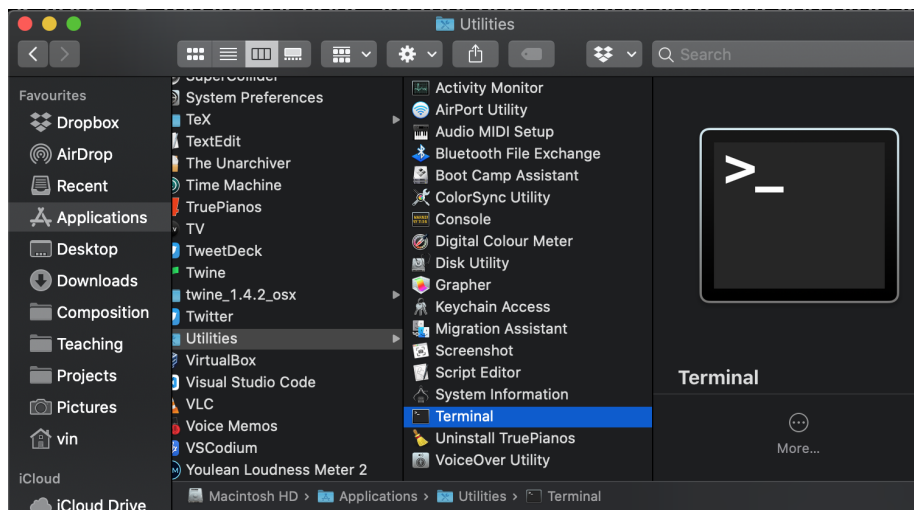 Utilities
Search
Favourites
Dropbox
AirDrop
Recent
Applications
Desktop
Downloads
Composition
Teaching
Projects
Pictures
vin
iCloud
iCloud Drive
SuperCollider
System Preferences
TeX
TextEdit
The Unarchiver
Time Machine
TruePianos
TV
TweetDeck
Twine
twine_1.4.2_osx
Twitter
Utilities
VirtualBox
Visual Studio Code
VLC
Voice Memos
VSCodium
Youlean Loudness Meter 2
Activity Monitor
AirPort Utility
Audio MIDI Setup
Bluetooth File Exchange
Boot Camp Assistant
ColorSync Utility
Console
Digital Colour Meter
Disk Utility
Grapher
Keychain Access
Migration Assistant
Screenshot
Script Editor
System Information
Terminal
Uninstall TruePianos
VoiceOver Utility
>_
Terminal
More...
Macintosh HD › Applications › Utilities › Terminal